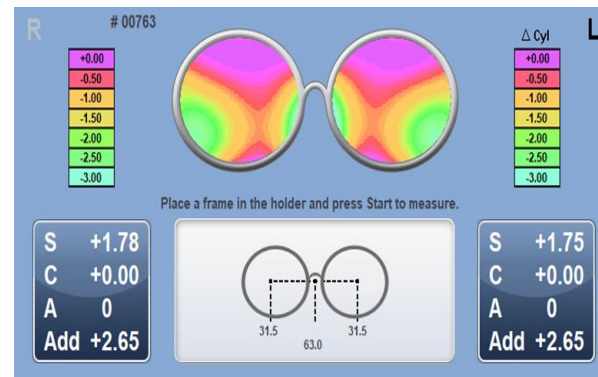 R
# 00763
Δ Cyl
L
+0.00
-0.50
-1.00
-1.50
-2.00
-2.50
-3.00
+0.00
-0.50
-1.00
-1.50
-2.00
-2.50
-3.00
Place a frame in the holder and press Start to measure.
S +1.78
C +0.00
A 0
Add +2.65
31.5
63.0
31.5
S +1.75
C +0.00
A 0
Add +2.65